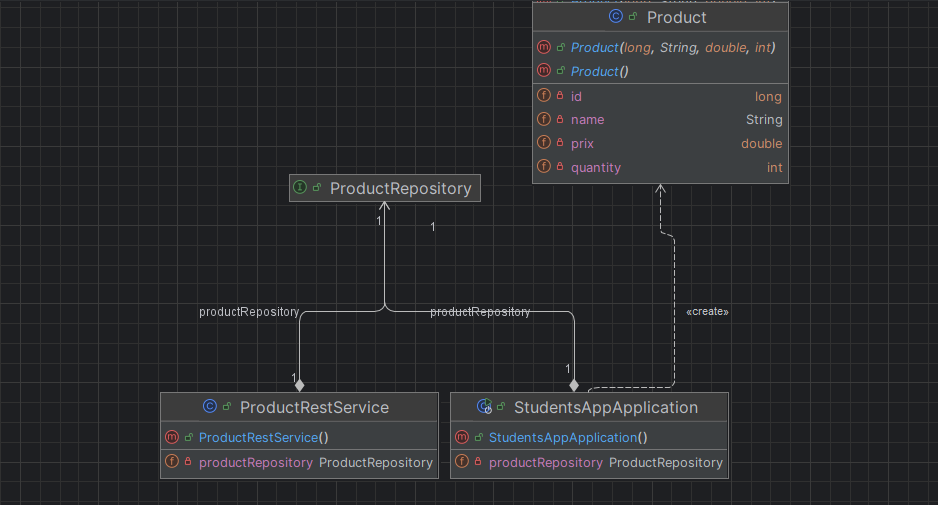 Product
Product(long, String, double, int)
Product()
id long
name String
prix double
quantity int
ProductRepository
1
1
productRepository
productRepository
«create»
1
1
ProductRestService
ProductRestService()
productRepository ProductRepository
StudentsAppApplication
StudentsAppApplication()
productRepository ProductRepository